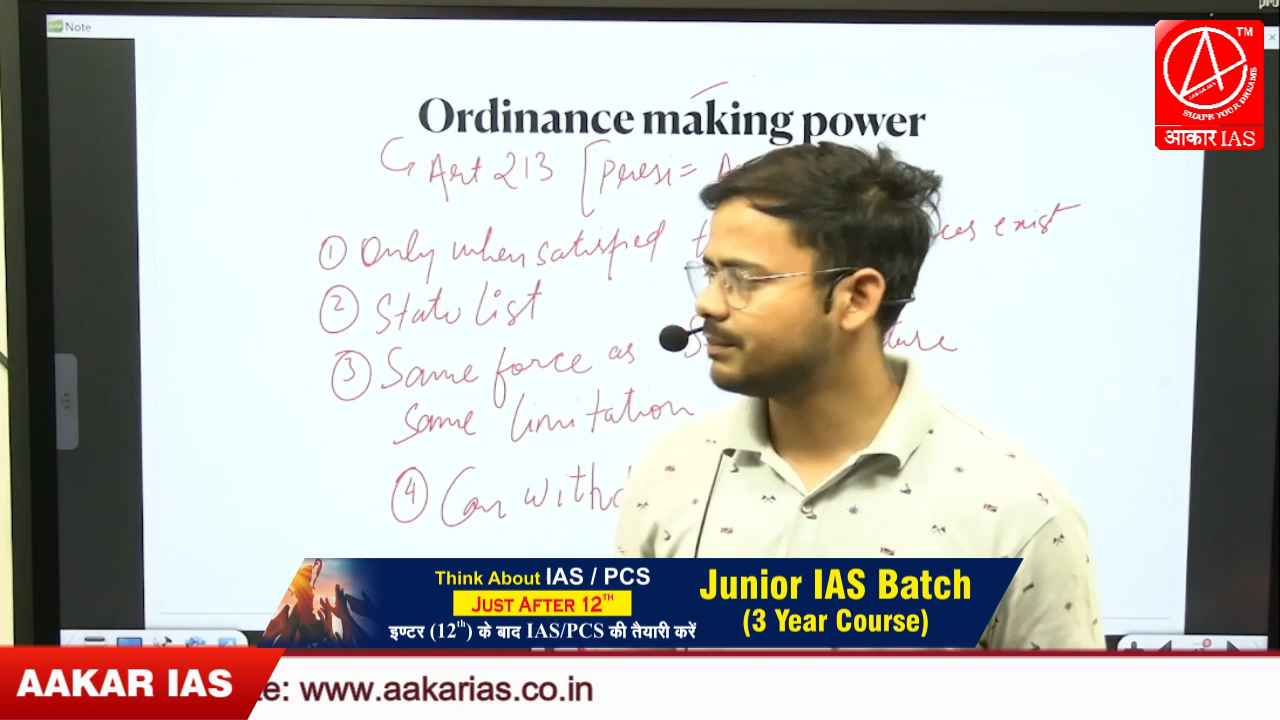 Note
Ordinance making power
Art 213 [Presi =
① Only when satisfied
exist
② State List
③ Same force as
same limitation
④ Can
TM
SHAPE YOUR DREAMS
आकार IAS
Think About IAS / PCS
JUST AFTER 12TH
इण्टर (12th) के बाद IAS/PCS की तैयारी करें
Junior IAS Batch
(3 Year Course)
AAKAR IAS
www.aakarias.co.in